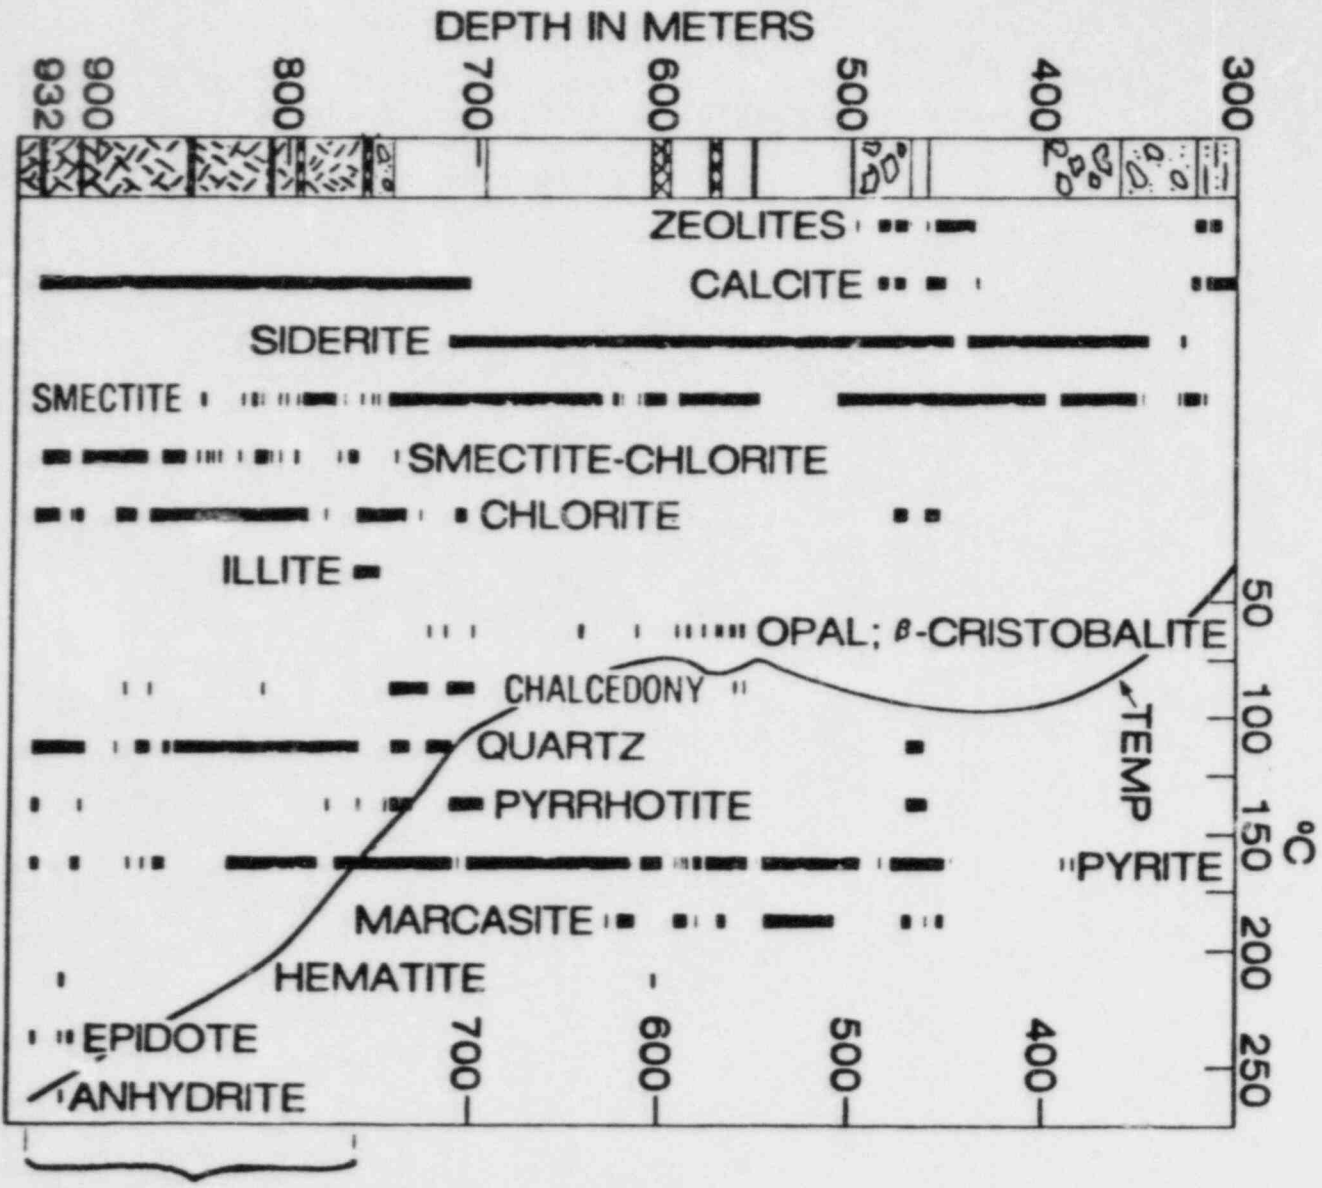 DEPTH IN METERS
932 900 800 700 600 500 400 300
ZEOLITES
CALCITE
SIDERITE
SMECTITE
SMECTITE-CHLORITE
CHLORITE
ILLITE
50
OPAL; β-CRISTOBALITE
CHALCEDONY
100
TEMP
QUARTZ
PYRRHOTITE
150
°C
PYRITE
MARCASITE
200
HEMATITE
EPIDOTE
700 600 500 400
250
ANHYDRITE